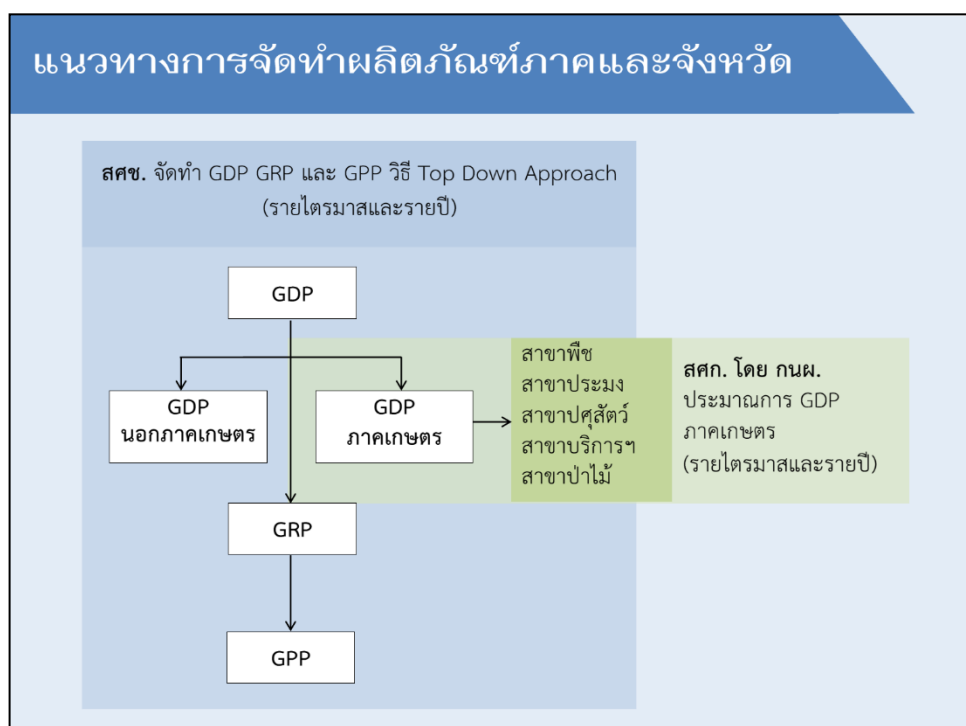 แนวทางการจัดทำผลิตภัณฑ์ภาคและจังหวัด
สศช. จัดทำ GDP GRP และ GPP วิธี Top Down Approach
(รายไตรมาสและรายปี)
GDP
GDP
นอกภาคเกษตร
GDP
ภาคเกษตร
สาขาพืช
สาขาประมง
สาขาปศุสัตว์
สาขาบริการฯ
สาขาป่าไม้
สศก. โดย กนผ.
ประมาณการ GDP
ภาคเกษตร
(รายไตรมาสและรายปี)
GRP
GPP